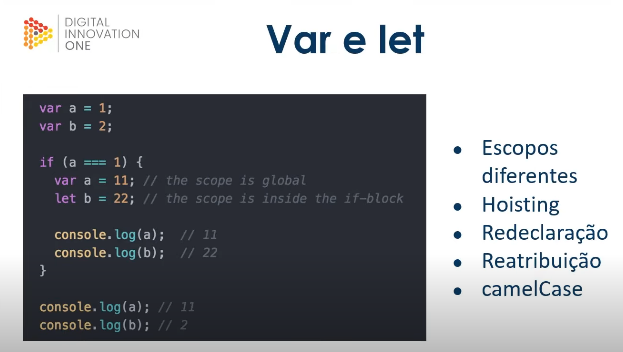 DIGITAL
INNOVATION
ONE
Var e let
var a = 1;
var b = 2;
if (a === 1) {
  var a = 11; // the scope is global
  let b = 22; // the scope is inside the if-block
  console.log(a);  // 11
  console.log(b);  // 22
}
console.log(a); // 11
console.log(b); // 2
● Escopos
diferentes
● Hoisting
● Redeclaração
● Reatribuição
● camelCase